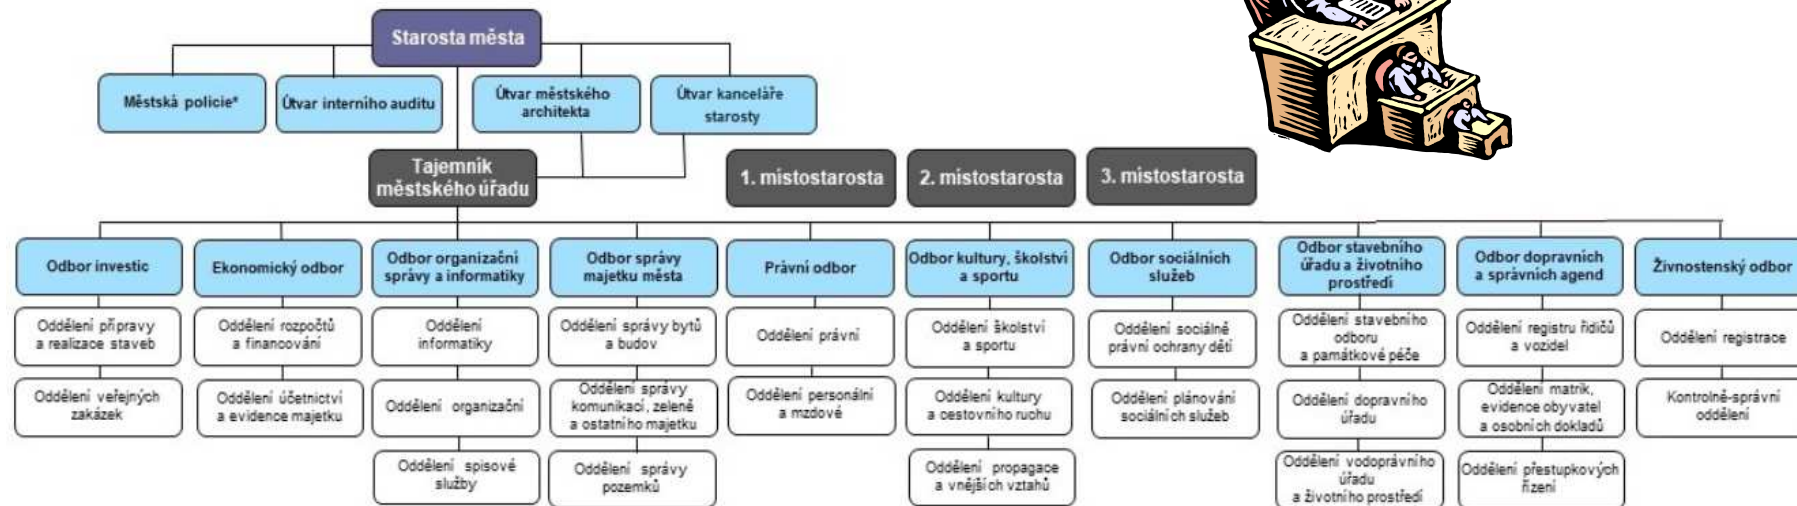 Starosta města
Městská policie*
Útvar interního auditu
Útvar městského
architekta
Útvar kanceláře
starosty
Tajemník
městského úřadu
1. místostarosta
2. místostarosta
3. místostarosta
Odbor investic
Ekonomický odbor
Odbor organizační
správy a informatiky
Odbor správy
majetku města
Právní odbor
Odbor kultury, školství
a sportu
Odbor sociálních
služeb
Odbor stavebního
úřadu a životního
prostředí
Odbor dopravních
a správních agend
Živnostenský odbor
Oddělení přípravy
a realizace staveb
Oddělení rozpočtů
a financování
Oddělení
informatiky
Oddělení správy bytů
a budov
Oddělení právní
Oddělení školství
a sportu
Oddělení sociálně
právní ochrany dětí
Oddělení stavebního
odboru
a památkové péče
Oddělení registru řidičů
a vozidel
Oddělení registrace
Oddělení veřejných
zakázek
Oddělení účetnictví
a evidence majetku
Oddělení organizační
Oddělení správy
komunikací, zeleně
a ostatního majetku
Oddělení personální
a mzdové
Oddělení kultury
a cestovního ruchu
Oddělení plánování
sociálních služeb
Oddělení dopravního
úřadu
Oddělení matrik,
evidence obyvatel
a osobních dokladů
Kontrolně-správní
oddělení
Oddělení spisové
služby
Oddělení správy
pozemků
Oddělení propagace
a vnějších vztahů
Oddělení vodoprávního
úřadu
a životního prostředí
Oddělení přestupkových
řízení